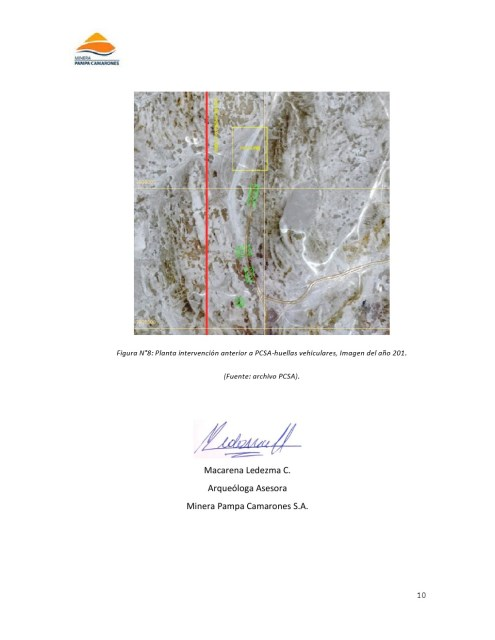 MINERA
PAMPA CAMARONES
Figura N°8: Planta intervención anterior a PCSA-huellas vehiculares, Imagen del año 201.
(Fuente: archivo PCSA).
Macarena Ledezma C.
Arqueóloga Asesora
Minera Pampa Camarones S.A.
10